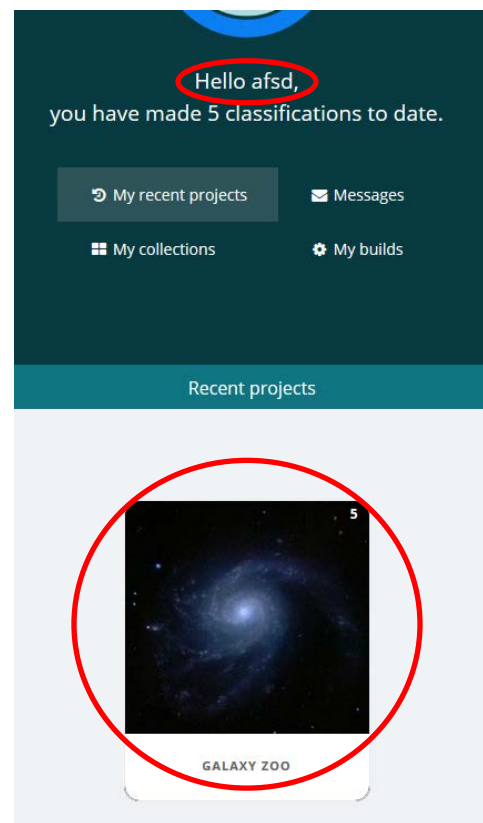 Hello afsd,
you have made 5 classifications to date.
My recent projects
Messages
My collections
My builds
Recent projects
5
GALAXY ZOO